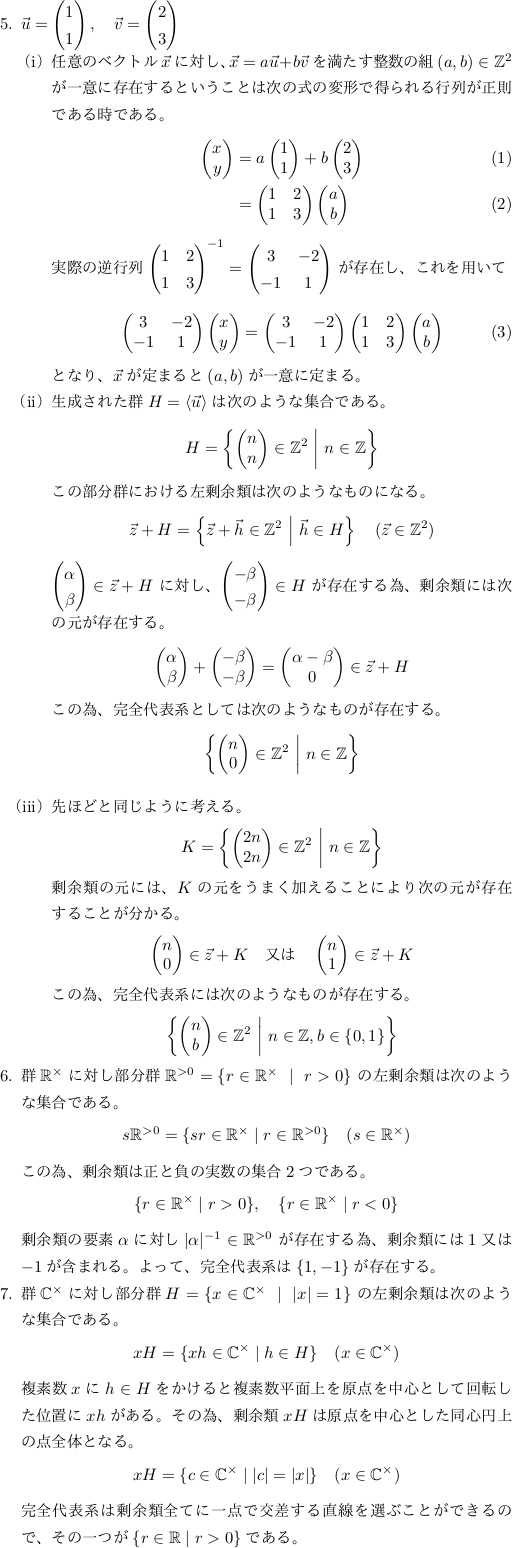 5. $\vec{u} = \begin{pmatrix} 1 \\ 1 \end{pmatrix}, \quad \vec{v} = \begin{pmatrix} 2 \\ 3 \end{pmatrix}$
（i）任意のベクトル $\vec{x}$ に対し、$\vec{x} = a\vec{u}+b\vec{v}$ を満たす整数の組 $(a, b) \in \mathbb{Z}^2$
が一意に存在するということは次の式の変形で得られる行列が正則
である時である。
$\begin{pmatrix} x \\ y \end{pmatrix} = a \begin{pmatrix} 1 \\ 1 \end{pmatrix} + b \begin{pmatrix} 2 \\ 3 \end{pmatrix}$ (1)
$= \begin{pmatrix} 1 & 2 \\ 1 & 3 \end{pmatrix} \begin{pmatrix} a \\ b \end{pmatrix}$ (2)
実際の逆行列 $\begin{pmatrix} 1 & 2 \\ 1 & 3 \end{pmatrix}^{-1} = \begin{pmatrix} 3 & -2 \\ -1 & 1 \end{pmatrix}$ が存在し、これを用いて
$\begin{pmatrix} 3 & -2 \\ -1 & 1 \end{pmatrix} \begin{pmatrix} x \\ y \end{pmatrix} = \begin{pmatrix} 3 & -2 \\ -1 & 1 \end{pmatrix} \begin{pmatrix} 1 & 2 \\ 1 & 3 \end{pmatrix} \begin{pmatrix} a \\ b \end{pmatrix}$ (3)
となり、$\vec{x}$ が定まると $(a, b)$ が一意に定まる。
（ii）生成された群 $H = \langle \vec{u} \rangle$ は次のような集合である。
$H = \left\{ \begin{pmatrix} n \\ n \end{pmatrix} \in \mathbb{Z}^2 \mid n \in \mathbb{Z} \right\}$
この部分群における左剰余類は次のようなものになる。
$\vec{z} + H = \left\{ \vec{z} + \vec{h} \in \mathbb{Z}^2 \mid \vec{h} \in H \right\} \quad (\vec{z} \in \mathbb{Z}^2)$
$\begin{pmatrix} \alpha \\ \beta \end{pmatrix} \in \vec{z} + H$ に対し、$\begin{pmatrix} -\beta \\ -\beta \end{pmatrix} \in H$ が存在する為、剰余類には次
の元が存在する。
$\begin{pmatrix} \alpha \\ \beta \end{pmatrix} + \begin{pmatrix} -\beta \\ -\beta \end{pmatrix} = \begin{pmatrix} \alpha - \beta \\ 0 \end{pmatrix} \in \vec{z} + H$
この為、完全代表系としては次のようなものが存在する。
$\left\{ \begin{pmatrix} n \\ 0 \end{pmatrix} \in \mathbb{Z}^2 \mid n \in \mathbb{Z} \right\}$
（iii）先ほどと同じように考える。
$K = \left\{ \begin{pmatrix} 2n \\ 2n \end{pmatrix} \in \mathbb{Z}^2 \mid n \in \mathbb{Z} \right\}$
剰余類の元には、$K$ の元をうまく加えることにより次の元が存在
することが分かる。
$\begin{pmatrix} n \\ 0 \end{pmatrix} \in \vec{z} + K$ 又は $\begin{pmatrix} n \\ 1 \end{pmatrix} \in \vec{z} + K$
この為、完全代表系には次のようなものが存在する。
$\left\{ \begin{pmatrix} n \\ b \end{pmatrix} \in \mathbb{Z}^2 \mid n \in \mathbb{Z}, b \in \{0, 1\} \right\}$
6. 群 $\mathbb{R}^\times$ に対し部分群 $\mathbb{R}^{>0} = \{r \in \mathbb{R}^\times \mid r > 0\}$ の左剰余類は次のよう
な集合である。
$s\mathbb{R}^{>0} = \{sr \in \mathbb{R}^\times \mid r \in \mathbb{R}^{>0}\} \quad (s \in \mathbb{R}^\times)$
この為、剰余類は正と負の実数の集合 2 つである。
$\{r \in \mathbb{R}^\times \mid r > 0\}, \quad \{r \in \mathbb{R}^\times \mid r < 0\}$
剰余類の要素 $\alpha$ に対し $|\alpha|^{-1} \in \mathbb{R}^{>0}$ が存在する為、剰余類には 1 又は
$-1$ が含まれる。よって、完全代表系は $\{1, -1\}$ が存在する。
7. 群 $\mathbb{C}^\times$ に対し部分群 $H = \{x \in \mathbb{C}^\times \mid |x| = 1\}$ の左剰余類は次のよう
な集合である。
$xH = \{xh \in \mathbb{C}^\times \mid h \in H\} \quad (x \in \mathbb{C}^\times)$
複素数 $x$ に $h \in H$ をかけると複素数平面上を原点を中心として回転し
た位置に $xh$ がある。その為、剰余類 $xH$ は原点を中心とした同心円上
の点全体となる。
$xH = \{c \in \mathbb{C}^\times \mid |c| = |x|\} \quad (x \in \mathbb{C}^\times)$
完全代表系は剰余類全てに一点で交差する直線を選ぶことができるの
で、その一つが $\{r \in \mathbb{R} \mid r > 0\}$ である。